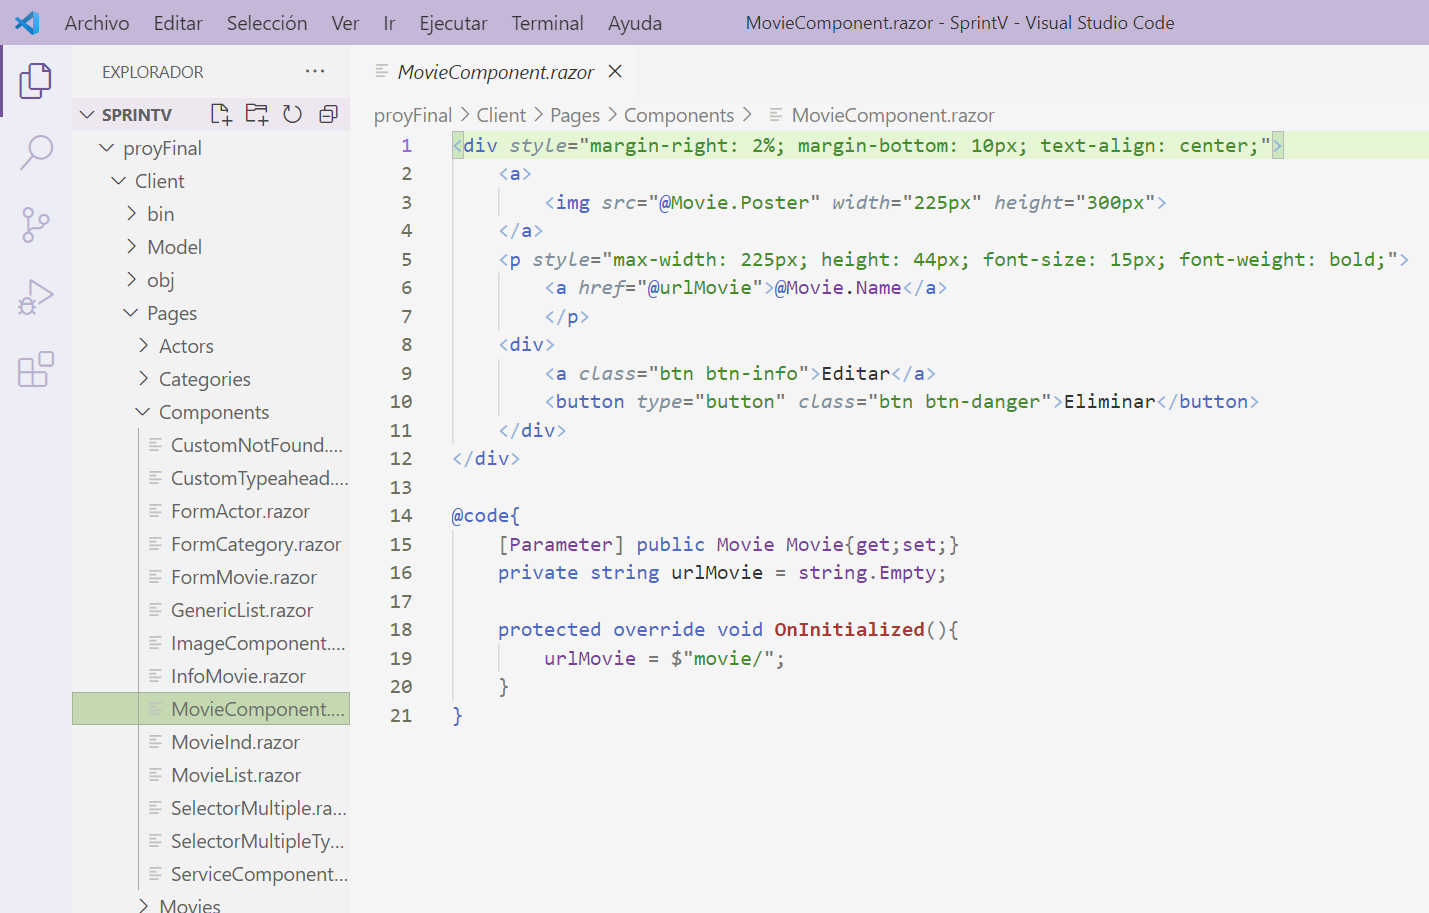 Archivo Editar Selección Ver Ir Ejecutar Terminal Ayuda MovieComponent.razor - SprintV - Visual Studio Code
EXPLORADOR ···
SPRINTV
proyFinal
Client
bin
Model
obj
Pages
Actors
Categories
Components
CustomNotFound....
CustomTypeahead....
FormActor.razor
FormCategory.razor
FormMovie.razor
GenericList.razor
ImageComponent....
InfoMovie.razor
MovieComponent....
MovieInd.razor
MovieList.razor
SelectorMultiple.ra...
SelectorMultipleTy...
ServiceComponent...
Movies
MovieComponent.razor
proyFinal > Client > Pages > Components > MovieComponent.razor
1 <div style="margin-right: 2%; margin-bottom: 10px; text-align: center;">
2 <a>
3 <img src="@Movie.Poster" width="225px" height="300px">
4 </a>
5 <p style="max-width: 225px; height: 44px; font-size: 15px; font-weight: bold;">
6 <a href="@urlMovie">@Movie.Name</a>
7 </p>
8 <div>
9 <a class="btn btn-info">Editar</a>
10 <button type="button" class="btn btn-danger">Eliminar</button>
11 </div>
12 </div>
13
14 @code{
15 [Parameter] public Movie Movie{get;set;}
16 private string urlMovie = string.Empty;
17
18 protected override void OnInitialized(){
19 urlMovie = $"movie/";
20 }
21 }